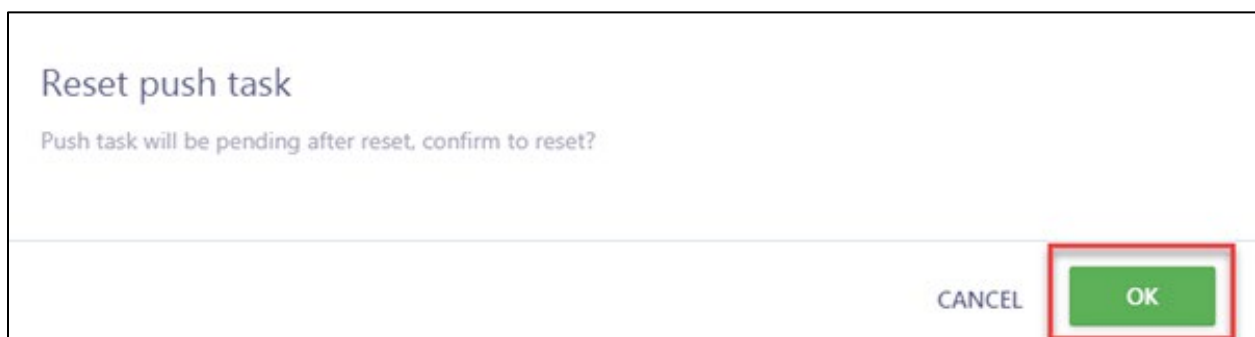 Reset push task
Push task will be pending after reset, confirm to reset?
CANCEL OK